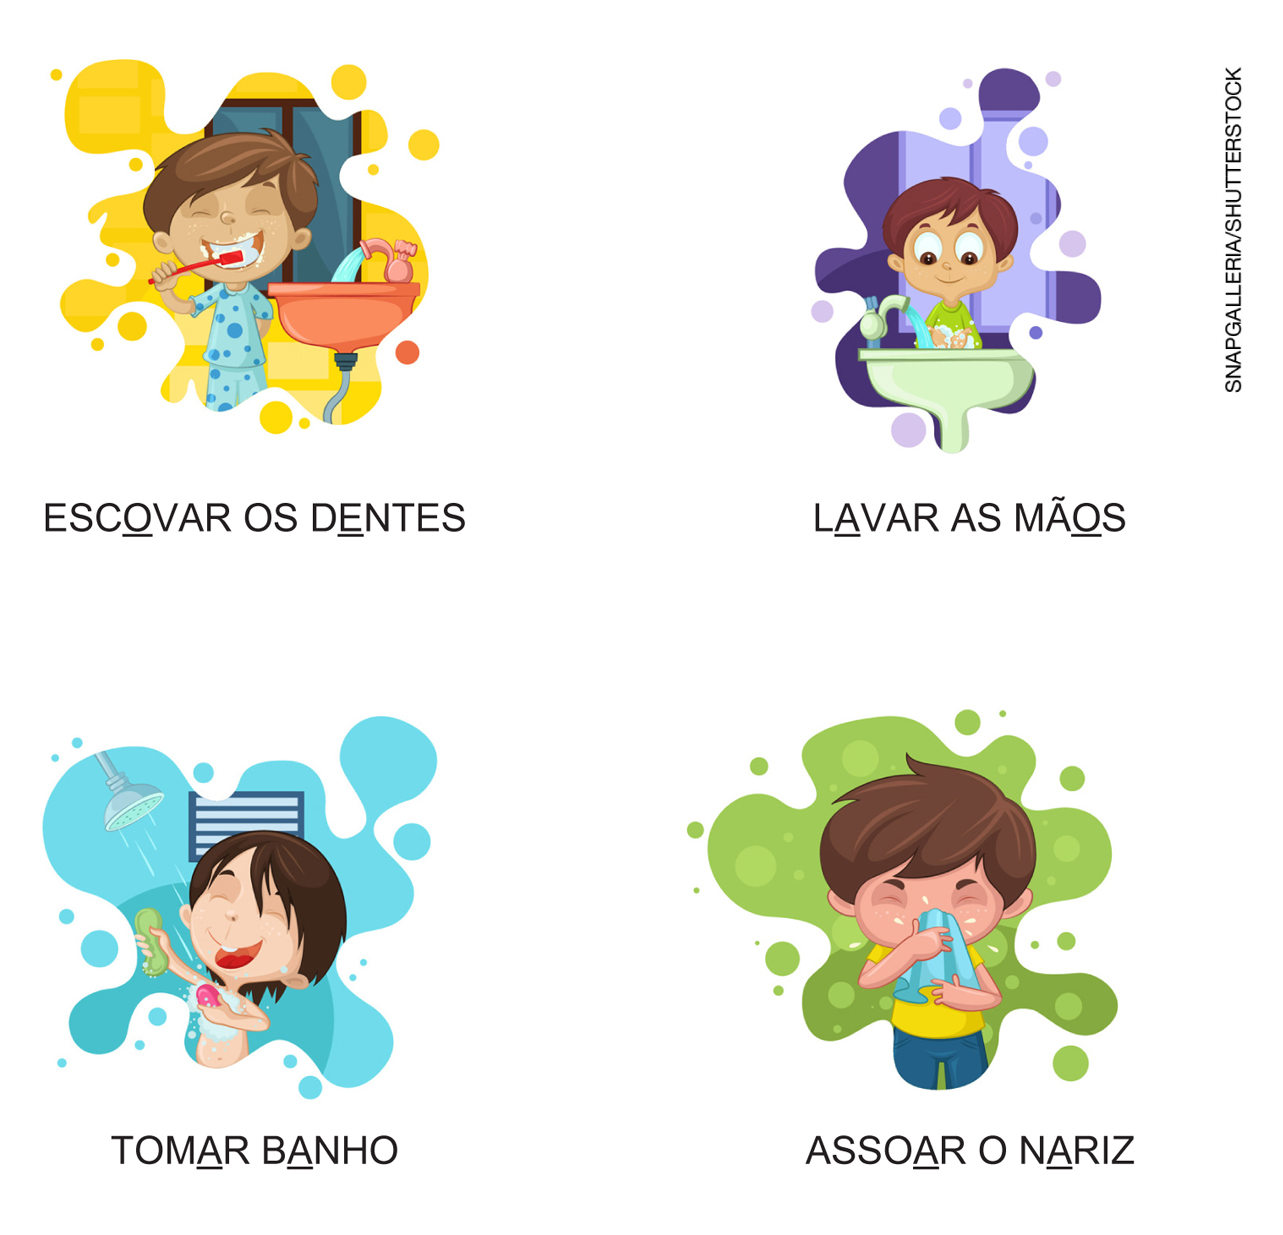 SNAPGALLERIA/SHUTTERSTOCK
ESCOVAR OS DENTES
LAVAR AS MÃOS
TOMAR BANHO
ASSOAR O NARIZ